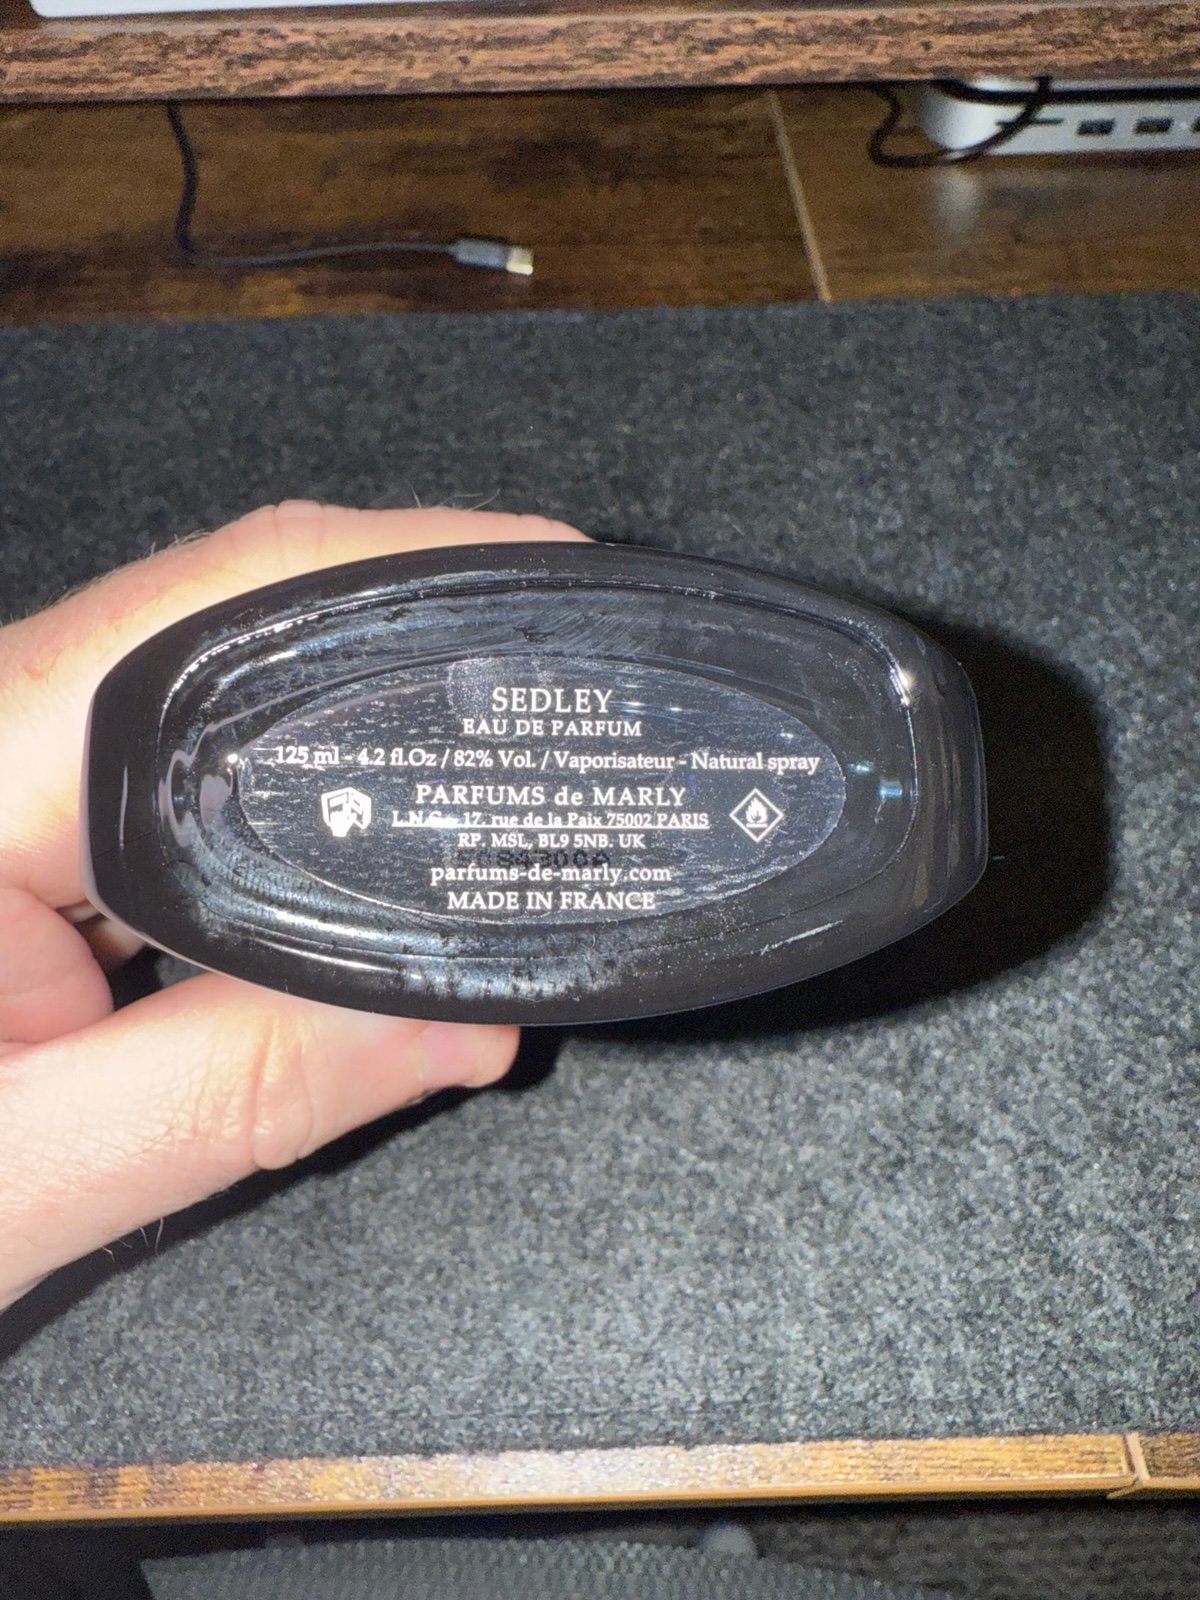 SEDLEY
EAU DE PARFUM
125 ml - 4.2 fl.Oz / 82% Vol. / Vaporisateur - Natural spray
PARFUMS de MARLY
L.N.C - 17, rue de la Paix 75002 PARIS
RP. MSL, BL9 5NB. UK
parfums-de-marly.com
MADE IN FRANCE